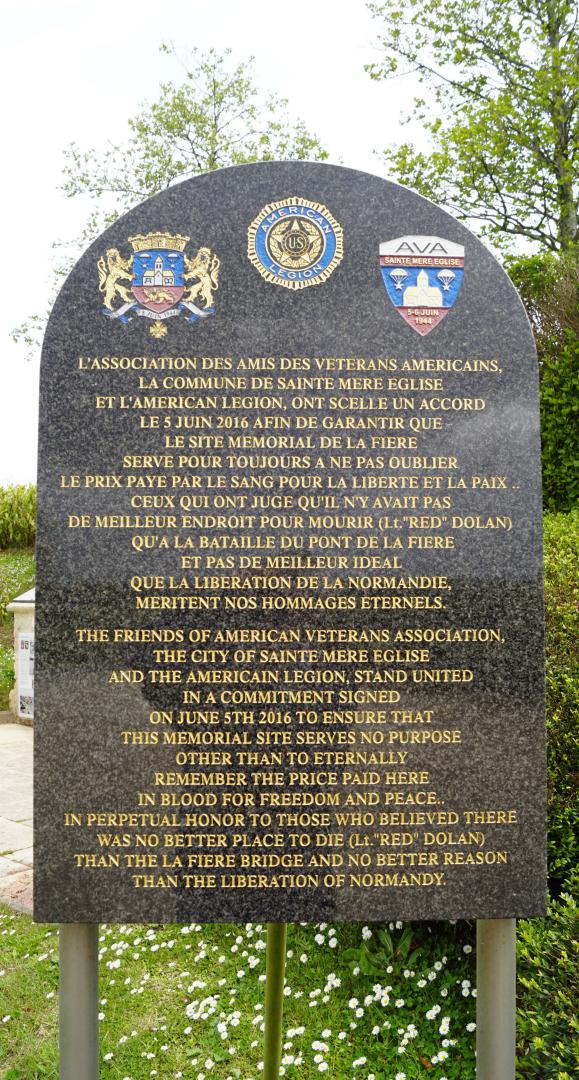 AMERICAN
US
LEGION
AVA
SAINTE MERE EGLISE
5-6 JUIN
1944
L'ASSOCIATION DES AMIS DES VETERANS AMERICAINS,
LA COMMUNE DE SAINTE MERE EGLISE
ET L'AMERICAN LEGION, ONT SCELLE UN ACCORD
LE 5 JUIN 2016 AFIN DE GARANTIR QUE
LE SITE MEMORIAL DE LA FIERE
SERVE POUR TOUJOURS A NE PAS OUBLIER
LE PRIX PAYE PAR LE SANG POUR LA LIBERTE ET LA PAIX ..
CEUX QUI ONT JUGE QU'IL N'Y AVAIT PAS
DE MEILLEUR ENDROIT POUR MOURIR (Lt."RED" DOLAN)
QU'A LA BATAILLE DU PONT DE LA FIERE
ET PAS DE MEILLEUR IDEAL
QUE LA LIBERATION DE LA NORMANDIE,
MERITENT NOS HOMMAGES ETERNELS.
THE FRIENDS OF AMERICAN VETERANS ASSOCIATION,
THE CITY OF SAINTE MERE EGLISE
AND THE AMERICAIN LEGION, STAND UNITED
IN A COMMITMENT SIGNED
ON JUNE 5TH 2016 TO ENSURE THAT
THIS MEMORIAL SITE SERVES NO PURPOSE
OTHER THAN TO ETERNALLY
REMEMBER THE PRICE PAID HERE
IN BLOOD FOR FREEDOM AND PEACE..
IN PERPETUAL HONOR TO THOSE WHO BELIEVED THERE
WAS NO BETTER PLACE TO DIE (Lt."RED" DOLAN)
THAN THE LA FIERE BRIDGE AND NO BETTER REASON
THAN THE LIBERATION OF NORMANDY.